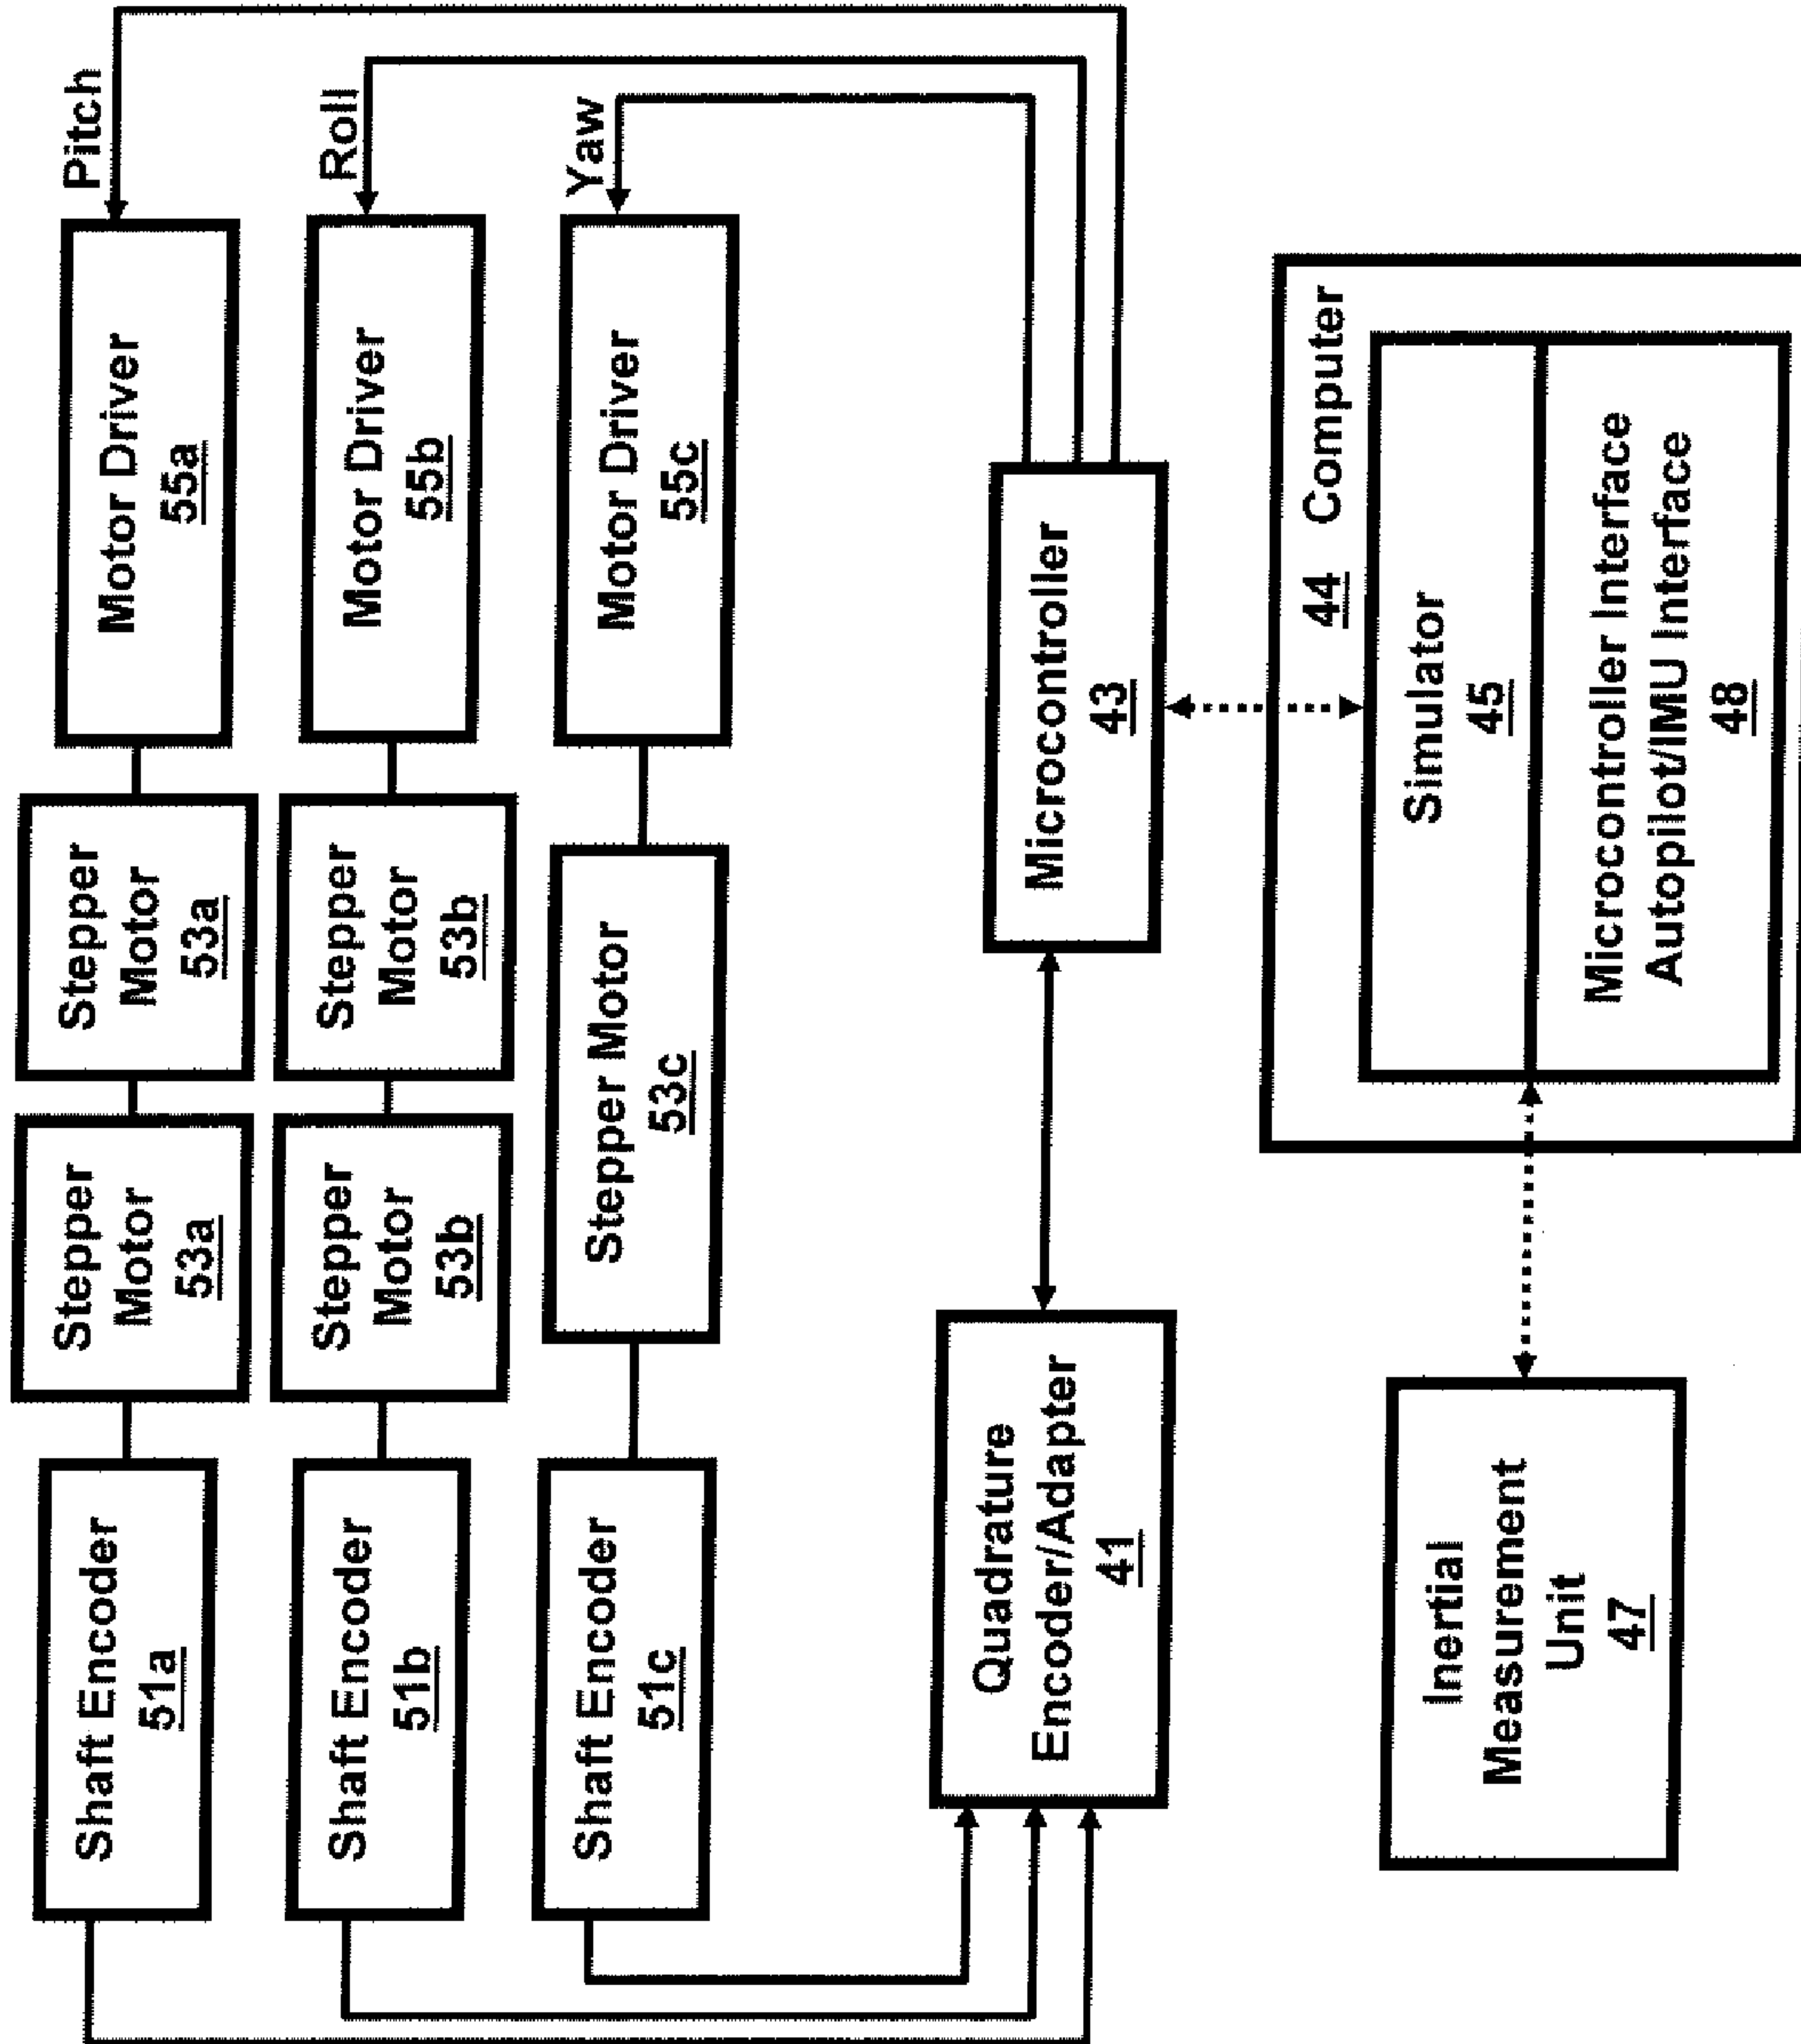 Shaft Encoder
51a
Stepper
Motor
53a
Stepper
Motor
53a
Motor Driver
55a
Pitch
Shaft Encoder
51b
Stepper
Motor
53b
Stepper
Motor
53b
Motor Driver
55b
Roll
Shaft Encoder
51c
Stepper Motor
53c
Motor Driver
55c
Yaw
Quadrature
Encoder/Adapter
41
Microcontroller
43
Inertial
Measurement
Unit
47
44 Computer
Simulator
45
Microcontroller Interface
Autopilot/IMU Interface
48